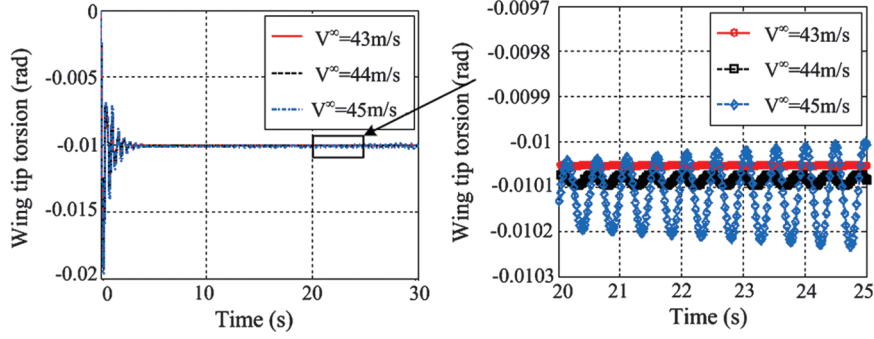 0
-0.005
-0.01
-0.015
-0.02
Wing tip torsion (rad)
V∞=43m/s
V∞=44m/s
V∞=45m/s
0
10
20
30
Time (s)
-0.0097
-0.0098
-0.0099
-0.01
-0.0101
-0.0102
-0.0103
Wing tip torsion (rad)
V∞=43m/s
V∞=44m/s
V∞=45m/s
20
21
22
23
24
25
Time (s)